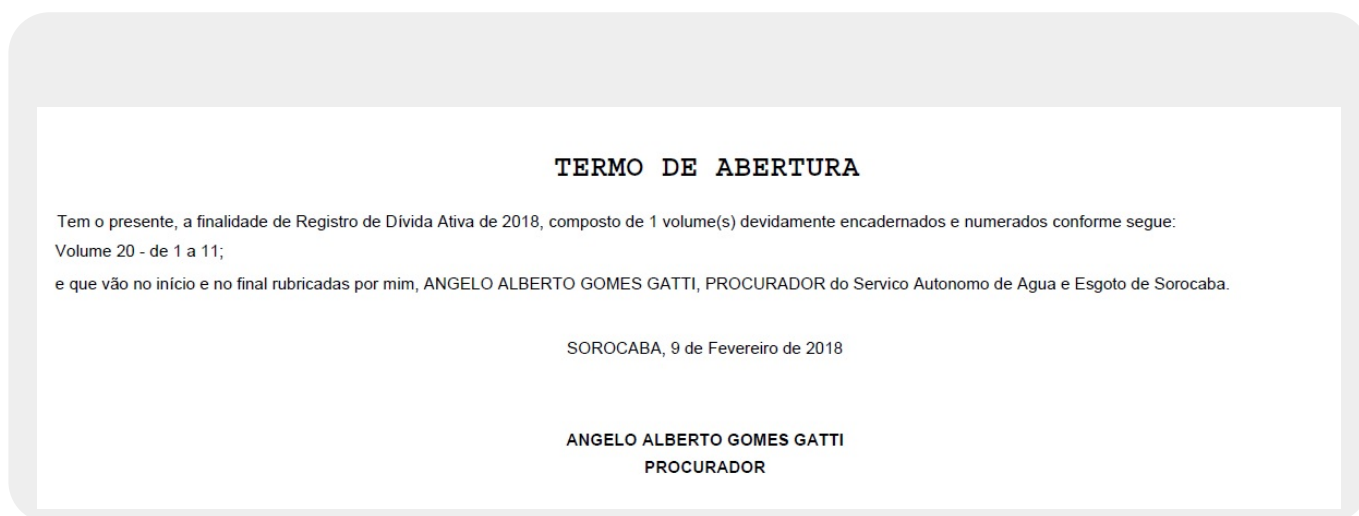 TERMO DE ABERTURA
Tem o presente, a finalidade de Registro de Dívida Ativa de 2018, composto de 1 volume(s) devidamente encadernados e numerados conforme segue:
Volume 20 - de 1 a 11;
e que vão no início e no final rubricadas por mim, ANGELO ALBERTO GOMES GATTI, PROCURADOR do Servico Autonomo de Agua e Esgoto de Sorocaba.
SOROCABA, 9 de Fevereiro de 2018
ANGELO ALBERTO GOMES GATTI
PROCURADOR